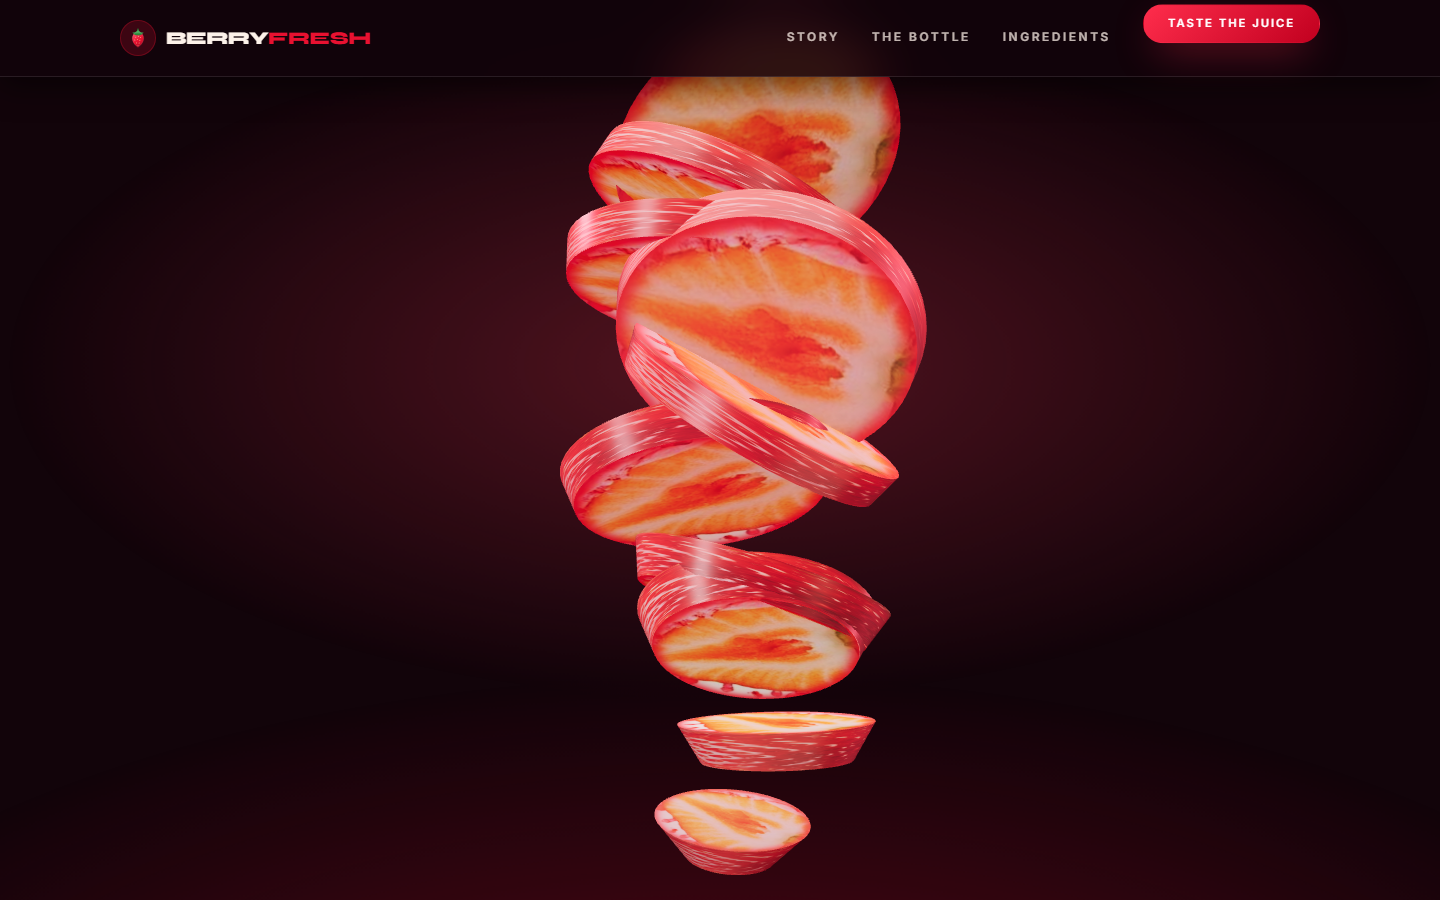 BERRYFRESH
STORY
THE BOTTLE
INGREDIENTS
TASTE THE JUICE